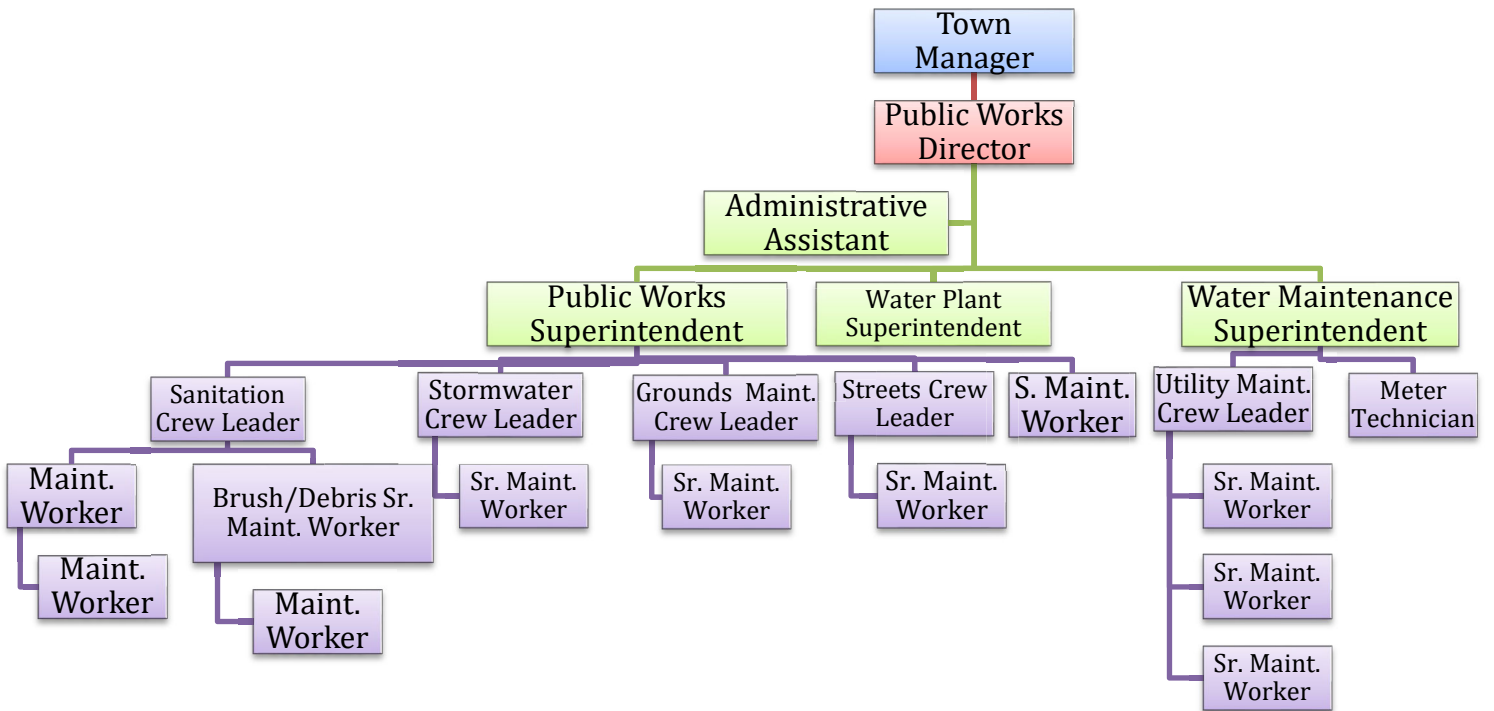 Town
Manager
Public Works
Director
Administrative
Assistant
Public Works
Superintendent
Water Plant
Superintendent
Water Maintenance
Superintendent
Sanitation
Crew Leader
Stormwater
Crew Leader
Grounds Maint.
Crew Leader
Streets Crew
Leader
S. Maint.
Worker
Utility Maint.
Crew Leader
Meter
Technician
Maint.
Worker
Brush/Debris Sr.
Maint. Worker
Sr. Maint.
Worker
Sr. Maint.
Worker
Sr. Maint.
Worker
Sr. Maint.
Worker
Maint.
Worker
Maint.
Worker
Sr. Maint.
Worker
Sr. Maint.
Worker